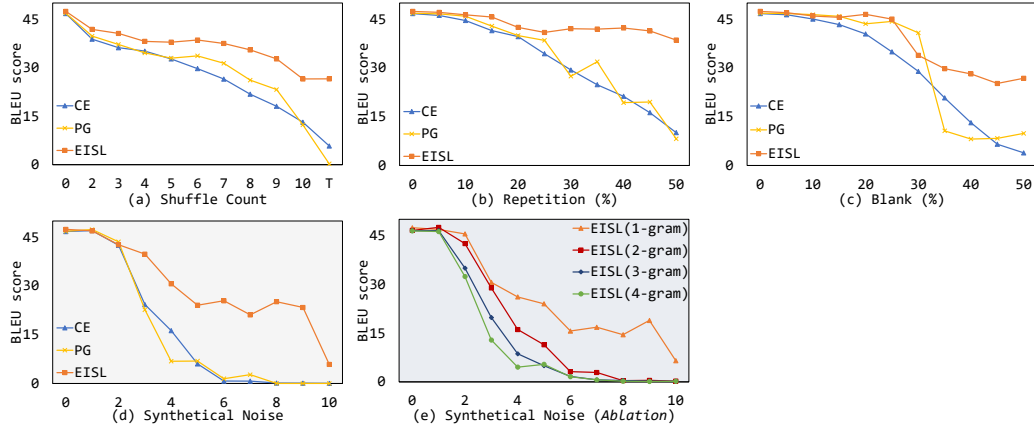 45
30
15
0
BLEU score
CE
PG
EISL
0 2 3 4 5 6 7 8 9 10 T
(a) Shuffle Count
45
30
15
0
BLEU score
CE
PG
EISL
0 10 20 30 40 50
(b) Repetition (%)
45
30
15
0
BLEU score
CE
PG
EISL
0 10 20 30 40 50
(c) Blank (%)
45
30
15
0
BLEU score
CE
PG
EISL
0 2 4 6 8 10
(d) Synthetical Noise
45
30
15
0
BLEU score
EISL(1-gram)
EISL(2-gram)
EISL(3-gram)
EISL(4-gram)
0 2 4 6 8 10
(e) Synthetical Noise (Ablation)